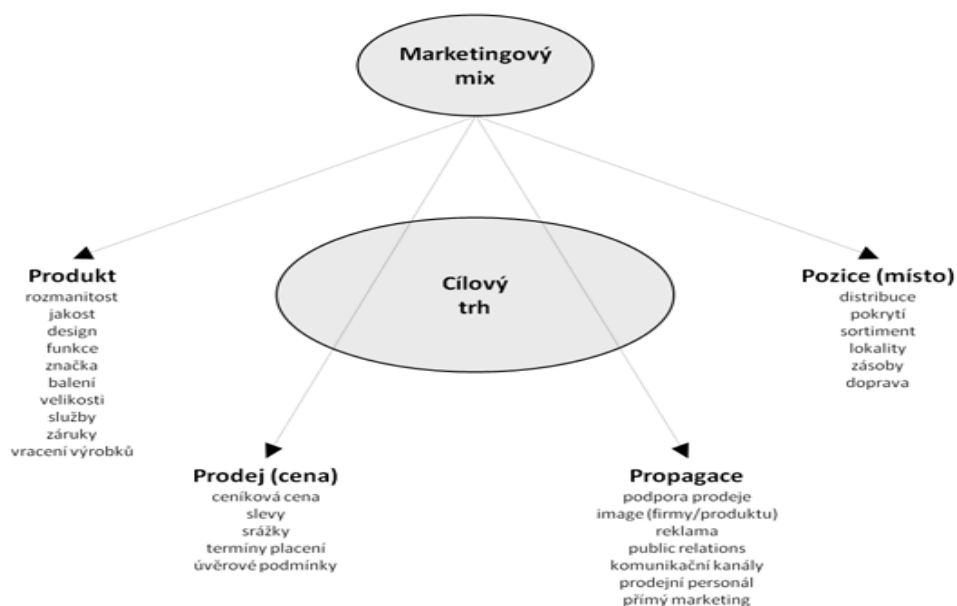 Marketingový
mix
Cílový
trh
Produkt
rozmanitost
jakost
design
funkce
značka
balení
velikosti
služby
záruky
vracení výrobků
Prodej (cena)
ceníková cena
slevy
srážky
termíny placení
úvěrové podmínky
Propagace
podpora prodeje
image (firmy/produktu)
reklama
public relations
komunikační kanály
prodejní personál
přímý marketing
Pozice (místo)
distribuce
pokrytí
sortiment
lokality
zásoby
doprava